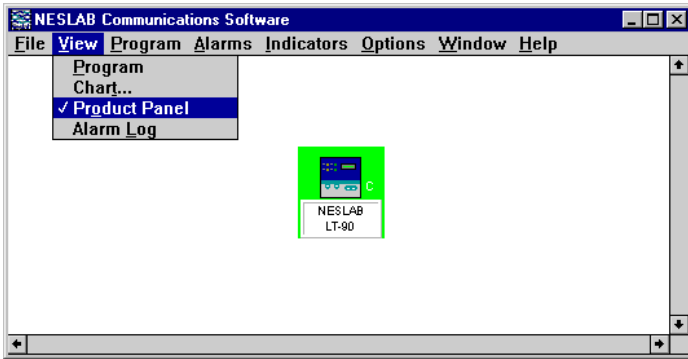 NESLAB Communications Software
File View Program Alarms Indicators Options Window Help
Program
Chart...
✓ Product Panel
Alarm Log
C
NESLAB
LT-90